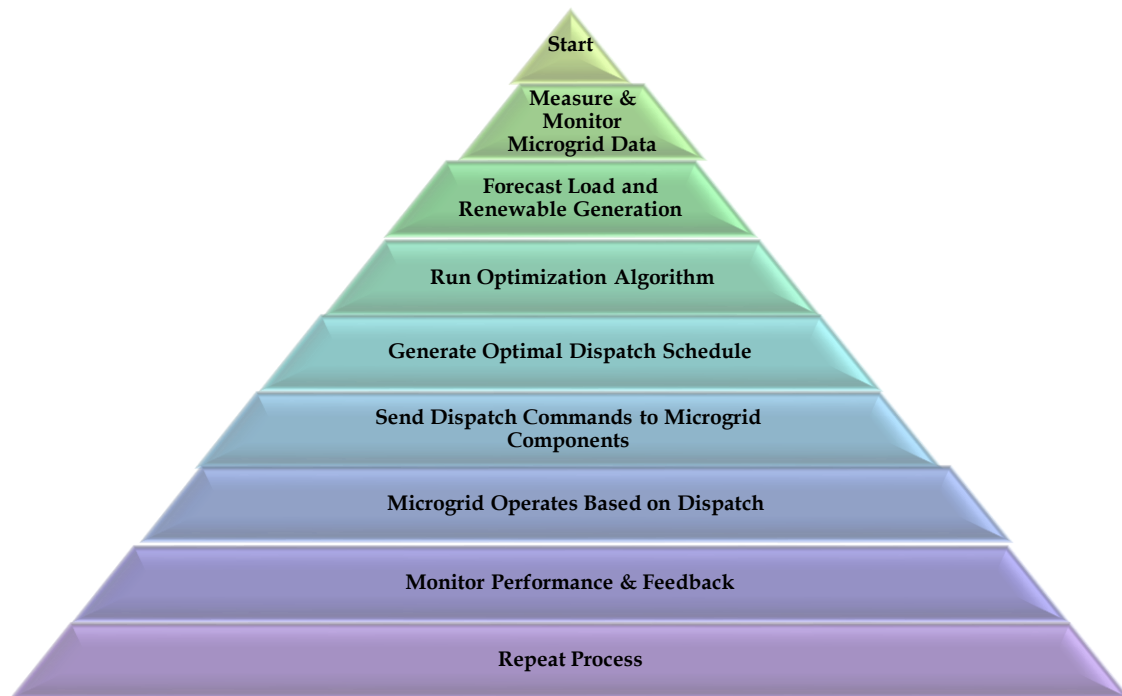 Start
Measure &
Monitor
Microgrid Data
Forecast Load and
Renewable Generation
Run Optimization Algorithm
Generate Optimal Dispatch Schedule
Send Dispatch Commands to Microgrid
Components
Microgrid Operates Based on Dispatch
Monitor Performance & Feedback
Repeat Process